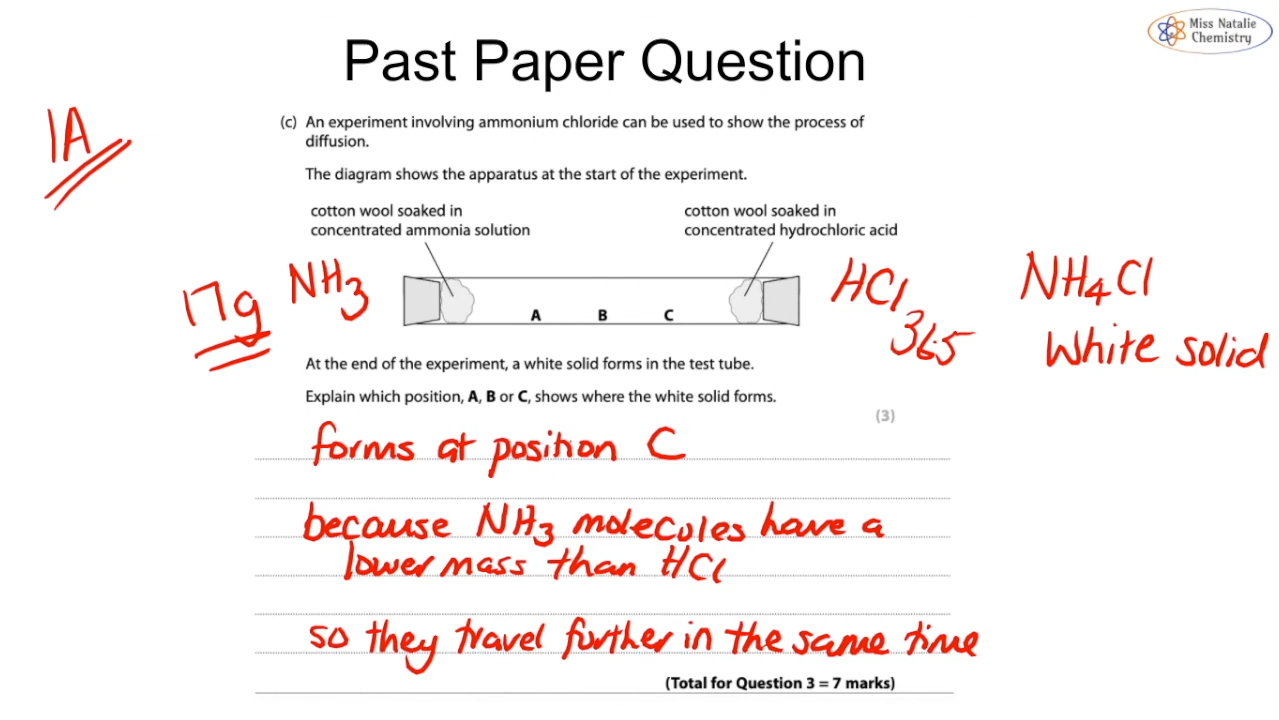 Miss Natalie
Chemistry
Past Paper Question
1A
(c) An experiment involving ammonium chloride can be used to show the process of
diffusion.
The diagram shows the apparatus at the start of the experiment.
cotton wool soaked in
concentrated ammonia solution
cotton wool soaked in
concentrated hydrochloric acid
17g NH3
A B C
HCl
36.5
NH4Cl
White solid
At the end of the experiment, a white solid forms in the test tube.
Explain which position, A, B or C, shows where the white solid forms.
(3)
forms at position C
because NH3 molecules have a
lower mass than HCl
so they travel further in the same time
(Total for Question 3 = 7 marks)